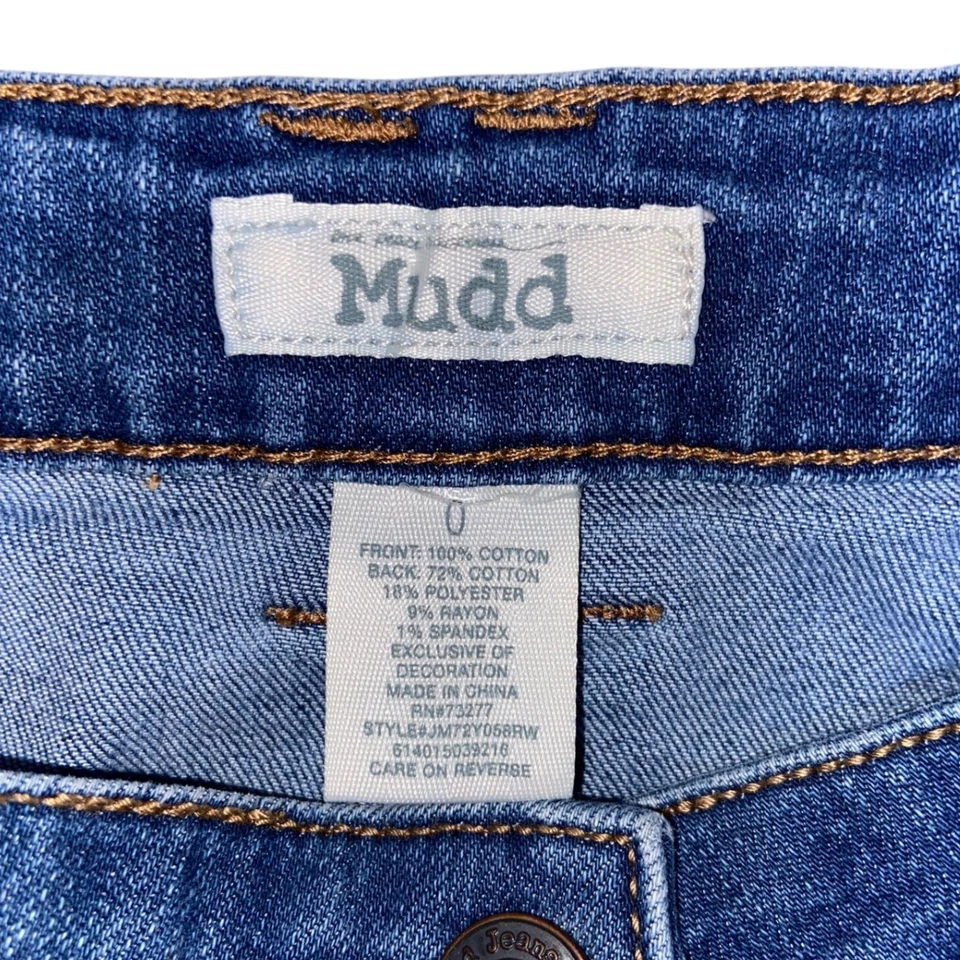 Mudd
0
FRONT: 100% COTTON
BACK: 72% COTTON
18% POLYESTER
9% RAYON
1% SPANDEX
EXCLUSIVE OF
DECORATION
MADE IN CHINA
RN#73277
STYLE#JM72Y058RW
614015039216
CARE ON REVERSE
Jeans